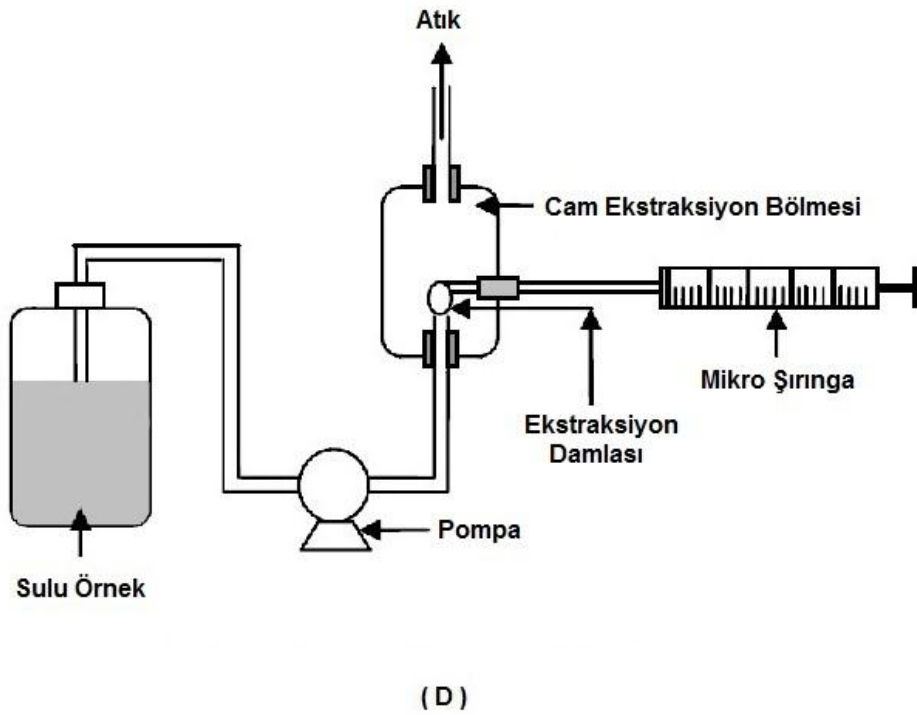 Atık
Cam Ekstraksiyon Bölmesi
Mikro Şırınga
Ekstraksiyon
Damlası
Pompa
Sulu Örnek
( D )